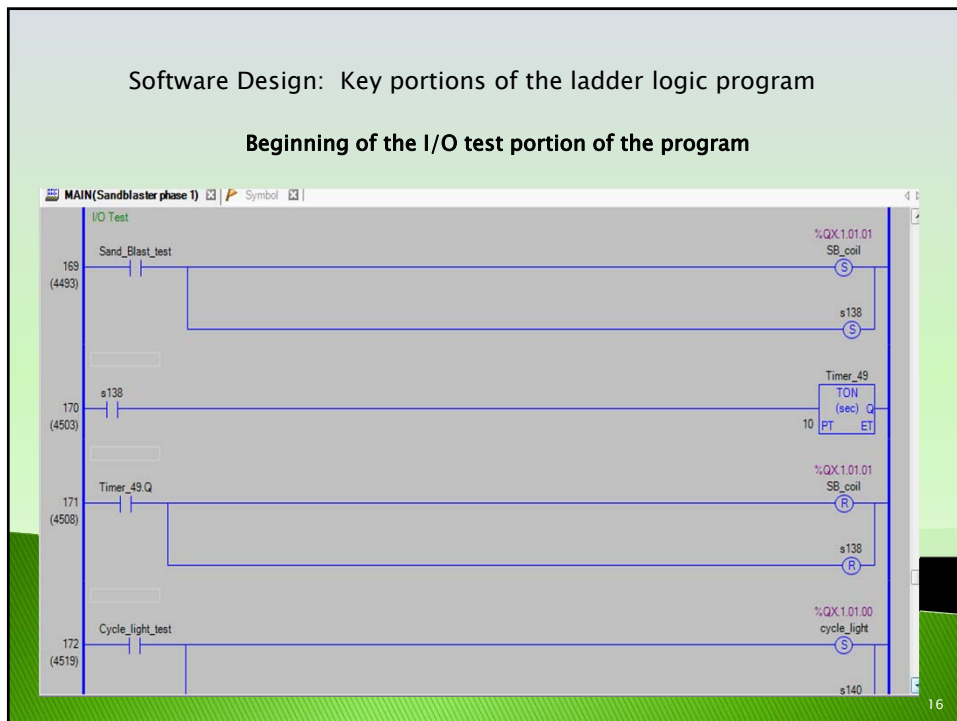 Software Design:  Key portions of the ladder logic program
Beginning of the I/O test portion of the program
MAIN(Sandblaster phase 1) Symbol
I/O Test
%QX.1.01.01
Sand_Blast_test SB_coil
169 S
(4493)
s138
S
Timer_49
s138 TON
170 (sec) Q
(4503) 10 PT ET
%QX.1.01.01
Timer_49.Q SB_coil
171 R
(4508)
s138
R
%QX.1.01.00
Cycle_light_test cycle_light
172 S
(4519)
s140
16